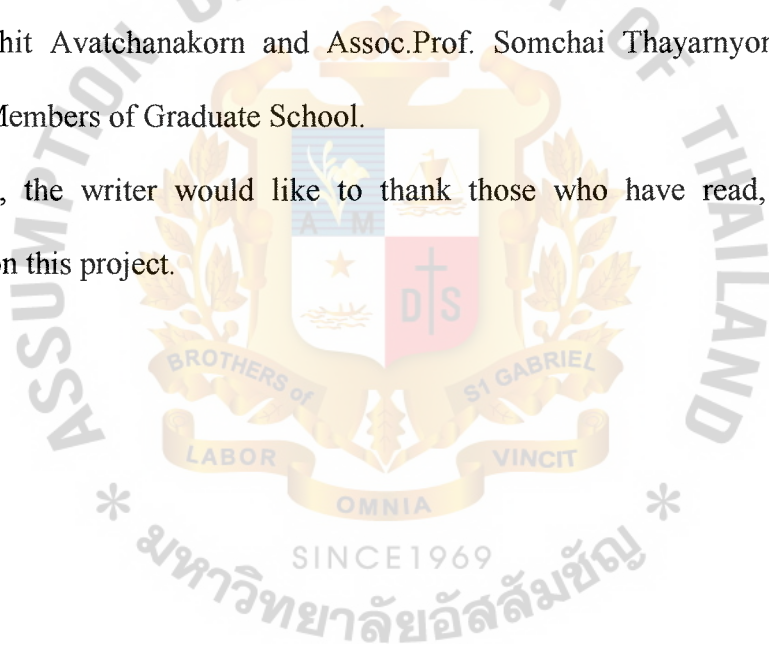 hit Avatchanakorn and Assoc.Prof. Somchai Thayarnyon
Members of Graduate School.
, the writer would like to thank those who have read,
on this project.
ASSUMPTION OF THAILAND
A M
D S
BROTHERS of ST GABRIEL
LABOR VINCIT
OMNIA
SINCE1969
มหาวิทยาลัยอัสสัมชัญ